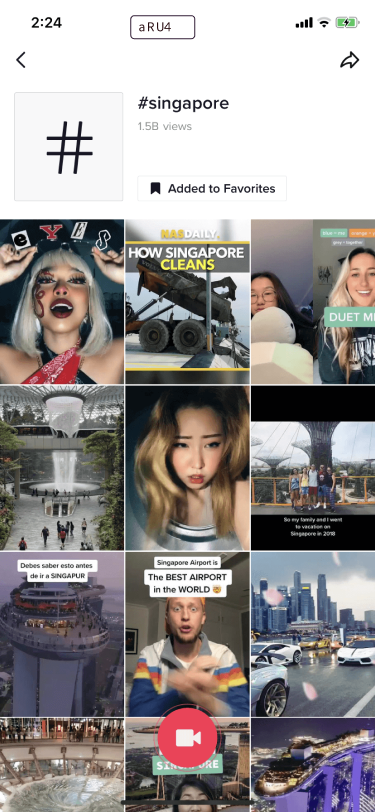 2:24
aRU4
#singapore
1.5B views
Added to Favorites
e Y
NAS DAILY
HOW SINGAPORE
CLEANS
DUET ME
So my family and I went
to vacation on
Singapore in 2018
Debes saber esto antes
de ir a SINGAPUR
Singapore Airport is
The BEST AIRPORT
in the WORLD 🤯